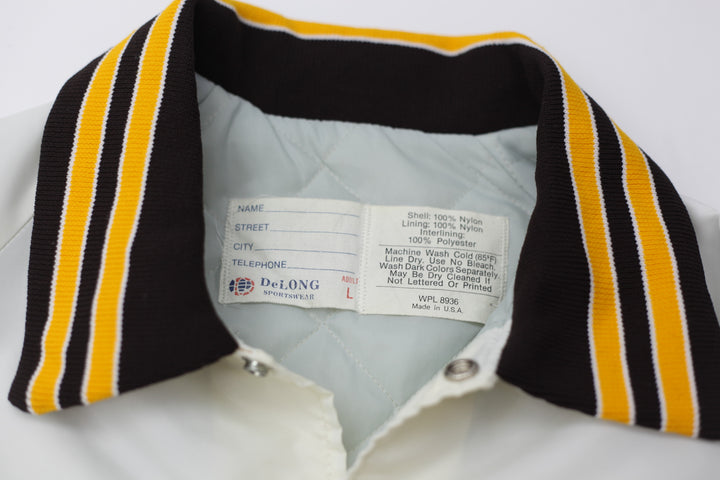 NAME
STREET
CITY
TELEPHONE
DeLONG
SPORTSWEAR
ADULT
L
Shell: 100% Nylon
Lining: 100% Nylon
Interlining:
100% Polyester
Machine Wash Cold (85°F)
Line Dry. Use No Bleach.
Wash Dark Colors Separately.
May Be Dry Cleaned If
Not Lettered Or Printed
WPL 8936
Made in U.S.A.